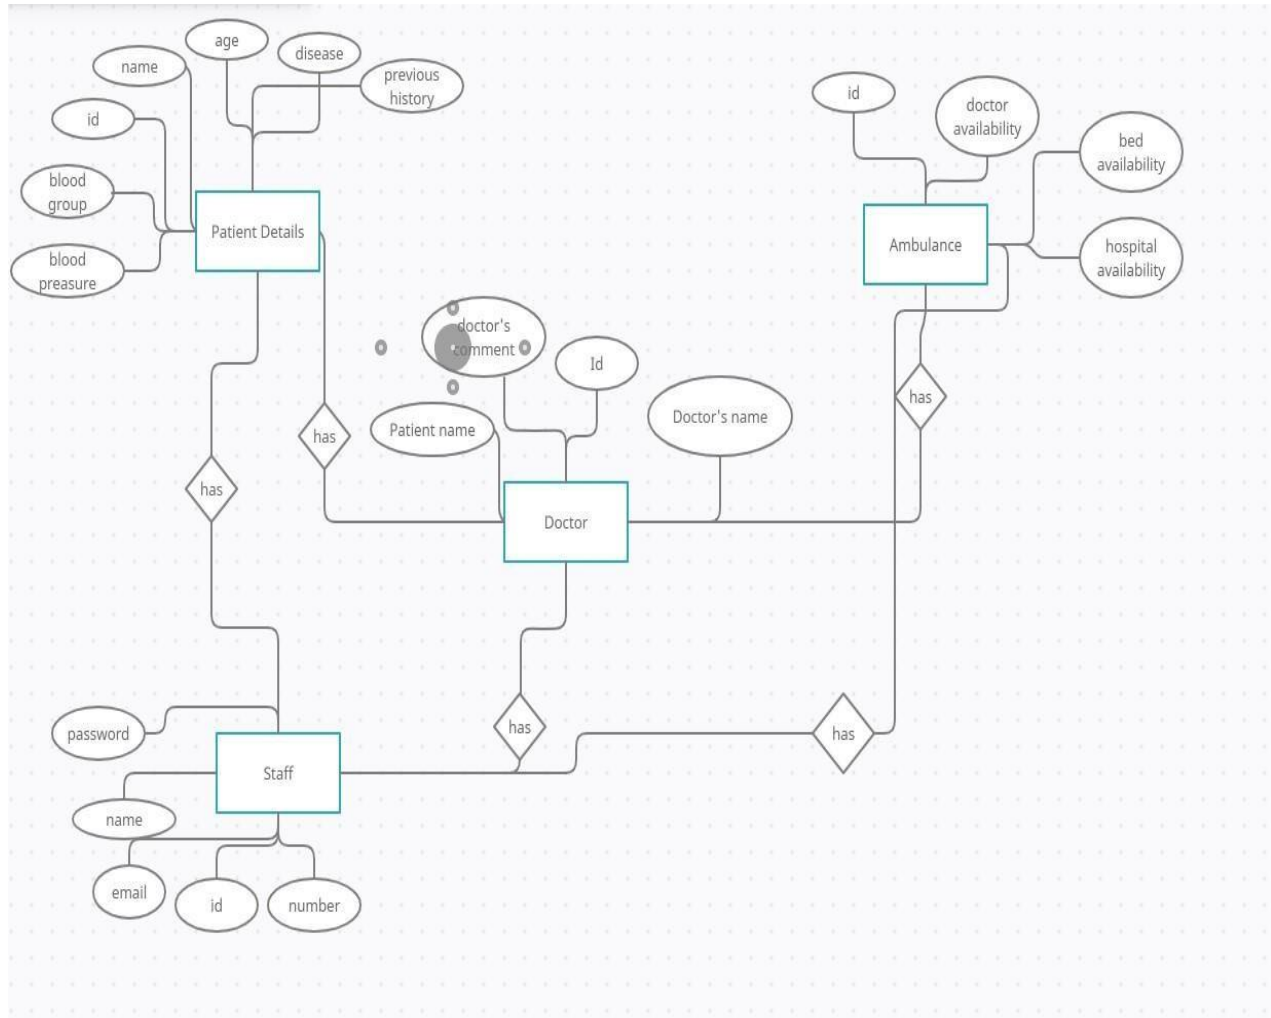 age
disease
name
previous
history
id
id
doctor
availability
bed
availability
blood
group
Patient Details
blood
preasure
Ambulance
hospital
availability
doctor's
comment
Id
has
Patient name
Doctor's name
has
has
Doctor
password
has
has
Staff
name
email
id
number